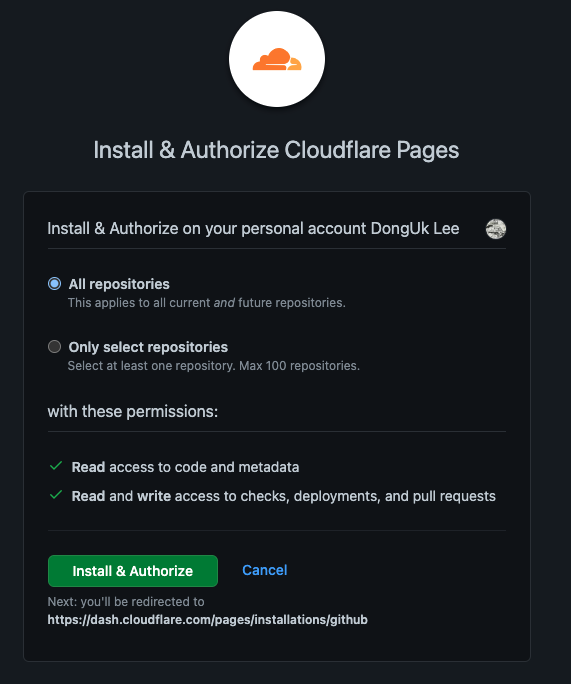 Install & Authorize Cloudflare Pages
Install & Authorize on your personal account DongUk Lee
All repositories
This applies to all current and future repositories.
Only select repositories
Select at least one repository. Max 100 repositories.
with these permissions:
Read access to code and metadata
Read and write access to checks, deployments, and pull requests
Install & Authorize
Cancel
Next: you'll be redirected to
https://dash.cloudflare.com/pages/installations/github